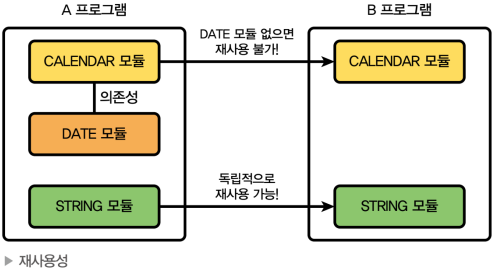 A 프로그램
B 프로그램
DATE 모듈 없으면
재사용 불가!
CALENDAR 모듈
CALENDAR 모듈
의존성
DATE 모듈
독립적으로
재사용 가능!
STRING 모듈
STRING 모듈
▶ 재사용성